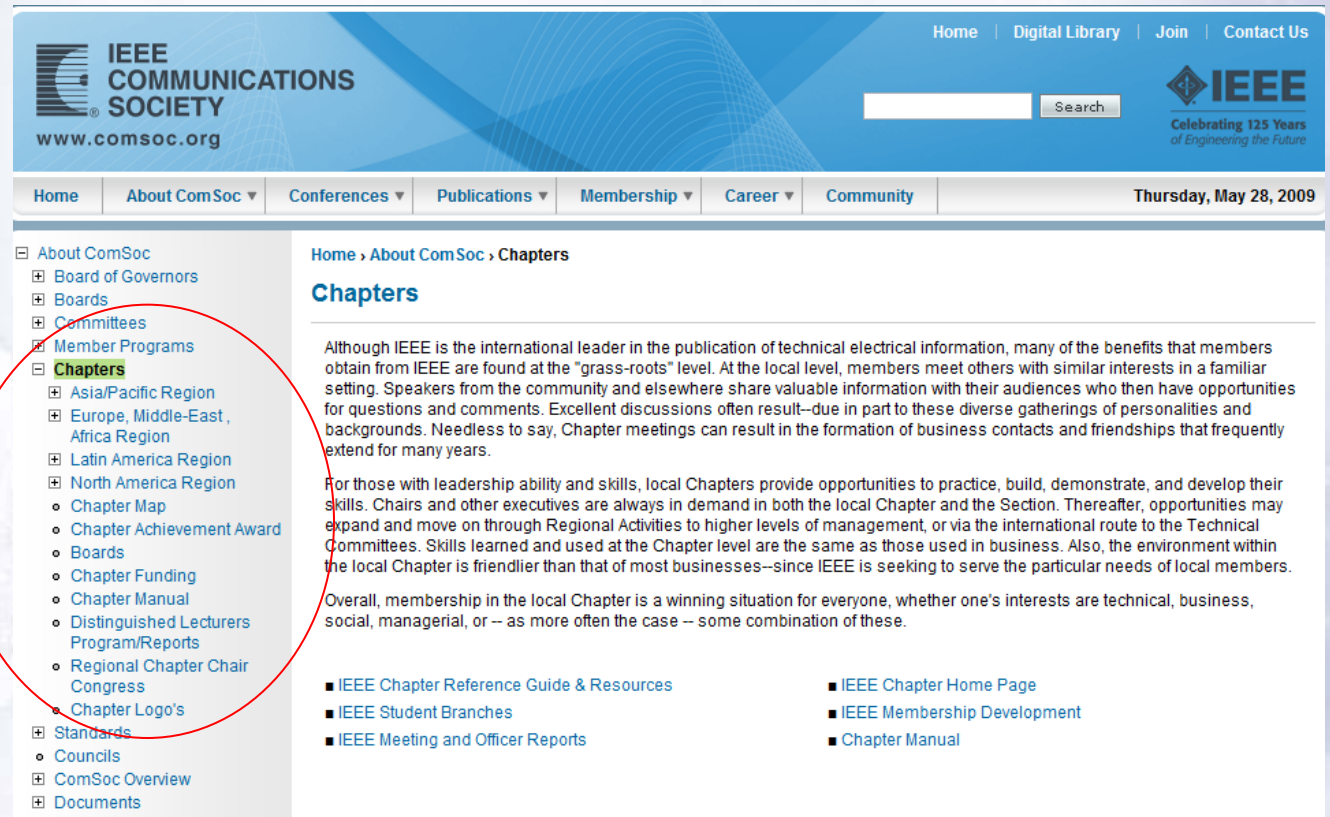 Home | Digital Library | Join | Contact Us
IEEE
COMMUNICATIONS
SOCIETY
®
www.comsoc.org
Search
IEEE
Celebrating 125 Years
of Engineering the Future
Home About ComSoc Conferences Publications Membership Career Community Thursday, May 28, 2009
About ComSoc
Board of Governors
Boards
Committees
Member Programs
Chapters
Asia/Pacific Region
Europe, Middle-East ,
Africa Region
Latin America Region
North America Region
Chapter Map
Chapter Achievement Award
Boards
Chapter Funding
Chapter Manual
Distinguished Lecturers
Program/Reports
Regional Chapter Chair
Congress
Chapter Logo's
Standards
Councils
ComSoc Overview
Documents
Home › About ComSoc › Chapters
Chapters
Although IEEE is the international leader in the publication of technical electrical information, many of the benefits that members
obtain from IEEE are found at the "grass-roots" level. At the local level, members meet others with similar interests in a familiar
setting. Speakers from the community and elsewhere share valuable information with their audiences who then have opportunities
for questions and comments. Excellent discussions often result--due in part to these diverse gatherings of personalities and
backgrounds. Needless to say, Chapter meetings can result in the formation of business contacts and friendships that frequently
extend for many years.
For those with leadership ability and skills, local Chapters provide opportunities to practice, build, demonstrate, and develop their
skills. Chairs and other executives are always in demand in both the local Chapter and the Section. Thereafter, opportunities may
expand and move on through Regional Activities to higher levels of management, or via the international route to the Technical
Committees. Skills learned and used at the Chapter level are the same as those used in business. Also, the environment within
the local Chapter is friendlier than that of most businesses--since IEEE is seeking to serve the particular needs of local members.
Overall, membership in the local Chapter is a winning situation for everyone, whether one's interests are technical, business,
social, managerial, or -- as more often the case -- some combination of these.
IEEE Chapter Reference Guide & Resources
IEEE Student Branches
IEEE Meeting and Officer Reports
IEEE Chapter Home Page
IEEE Membership Development
Chapter Manual